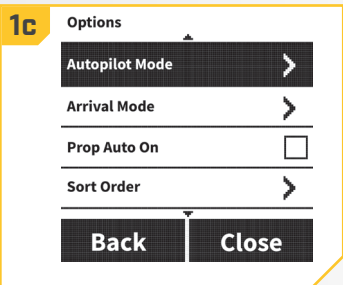 1c
Options
Autopilot Mode
Arrival Mode
Prop Auto On
Sort Order
Back Close